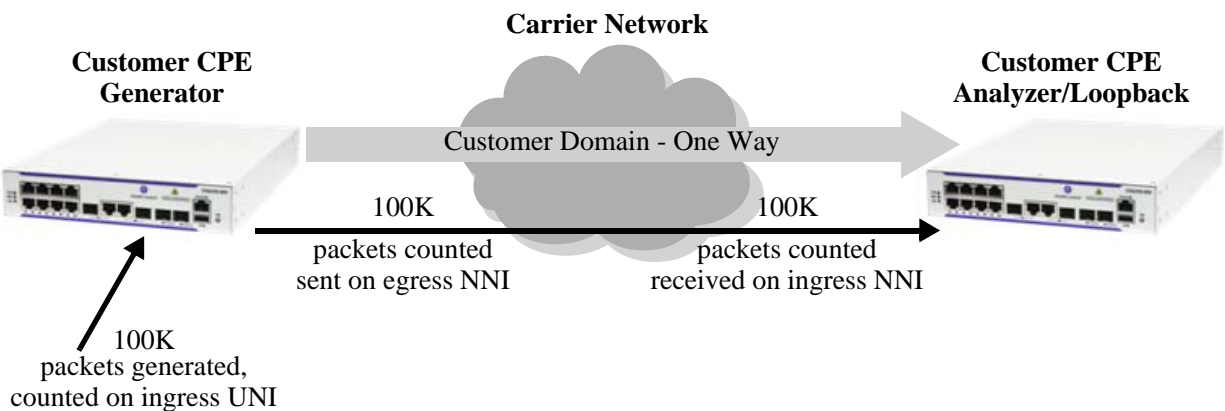 Carrier Network
Customer CPE
Generator
Customer CPE
Analyzer/Loopback
Customer Domain - One Way
100K
packets counted
sent on egress NNI
100K
packets counted
received on ingress NNI
100K
packets generated,
counted on ingress UNI